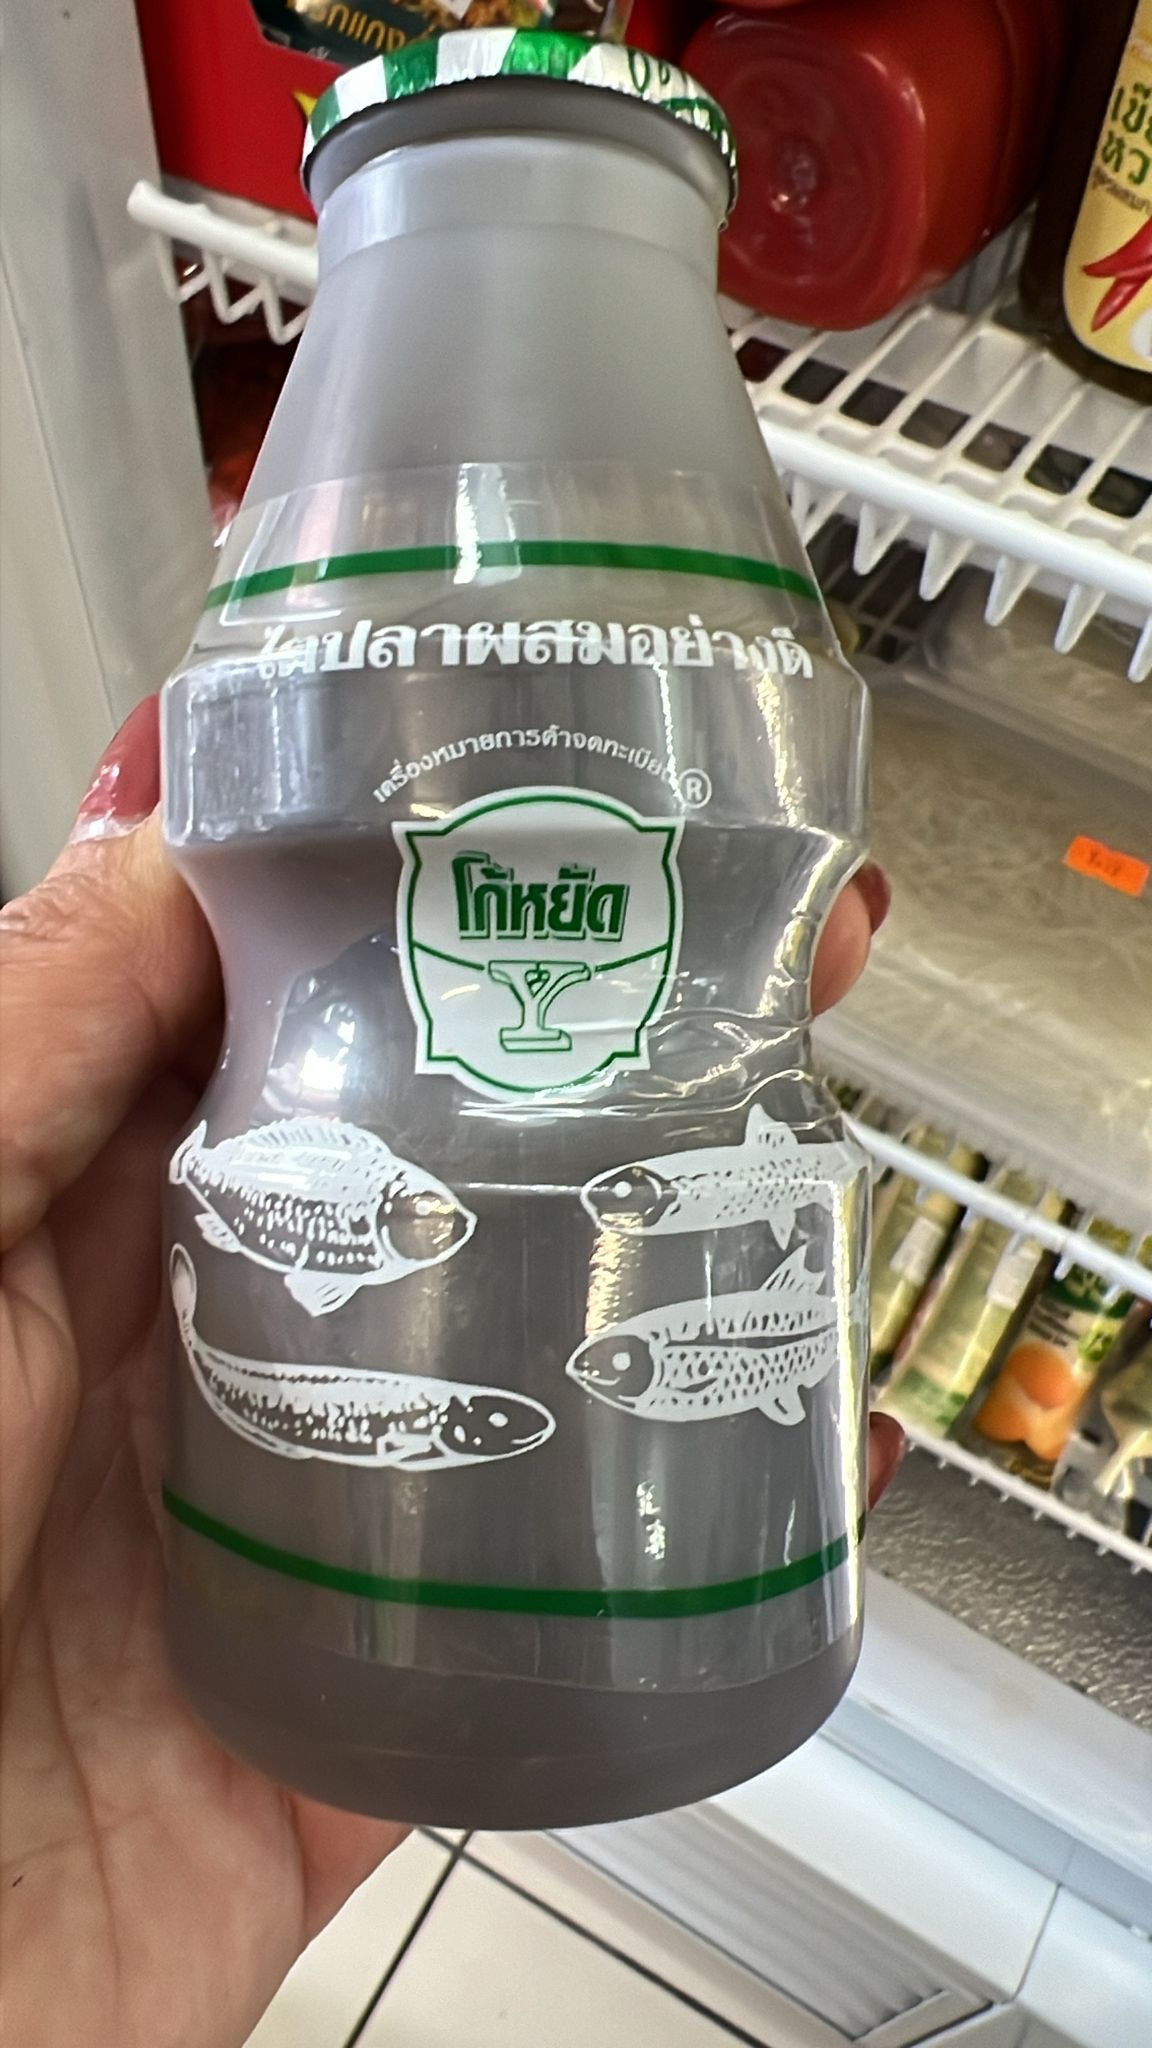 ไตปลาผสมอย่างดี
เครื่องหมายการค้าจดทะเบียน ®
โก้หยัด
Y